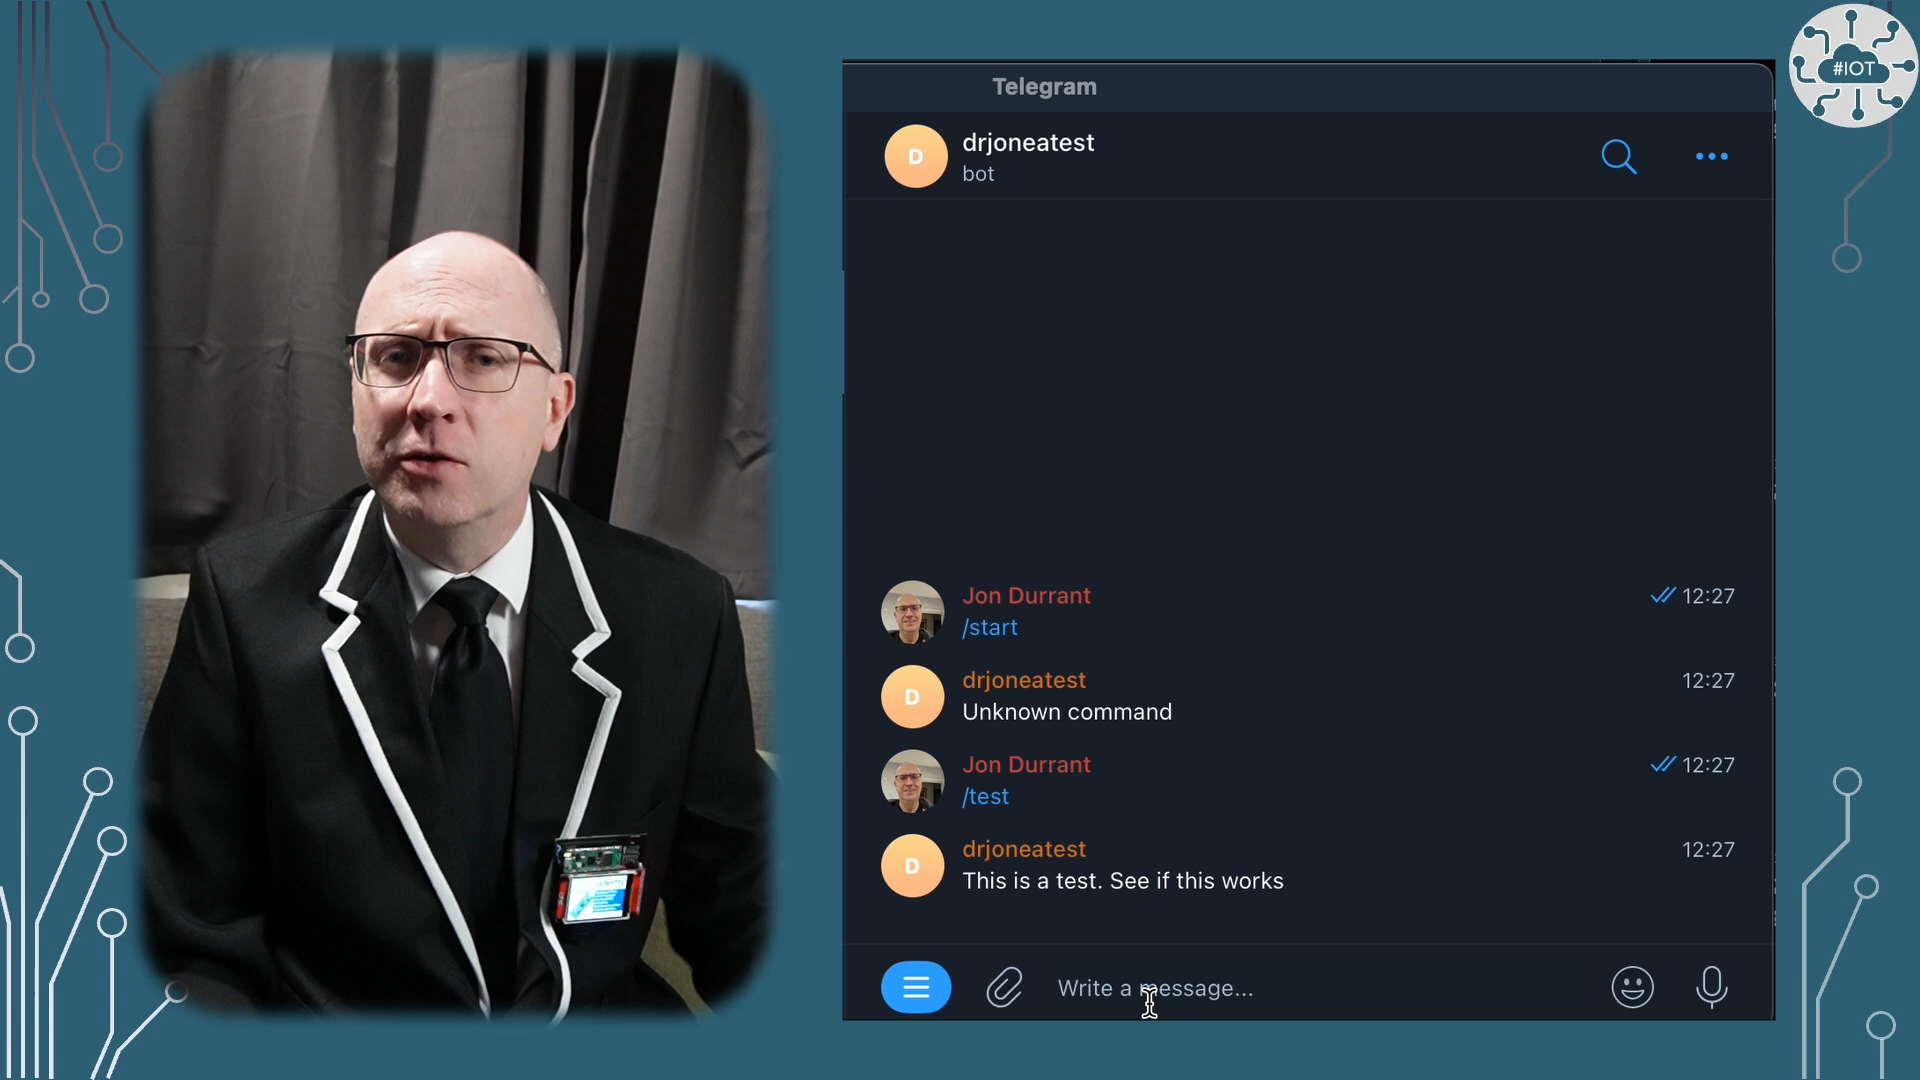 #IOT
Telegram
D
drjoneatest
bot
Jon Durrant
12:27
/start
D
drjoneatest
12:27
Unknown command
Jon Durrant
12:27
/test
D
drjoneatest
12:27
This is a test. See if this works
Write a message...